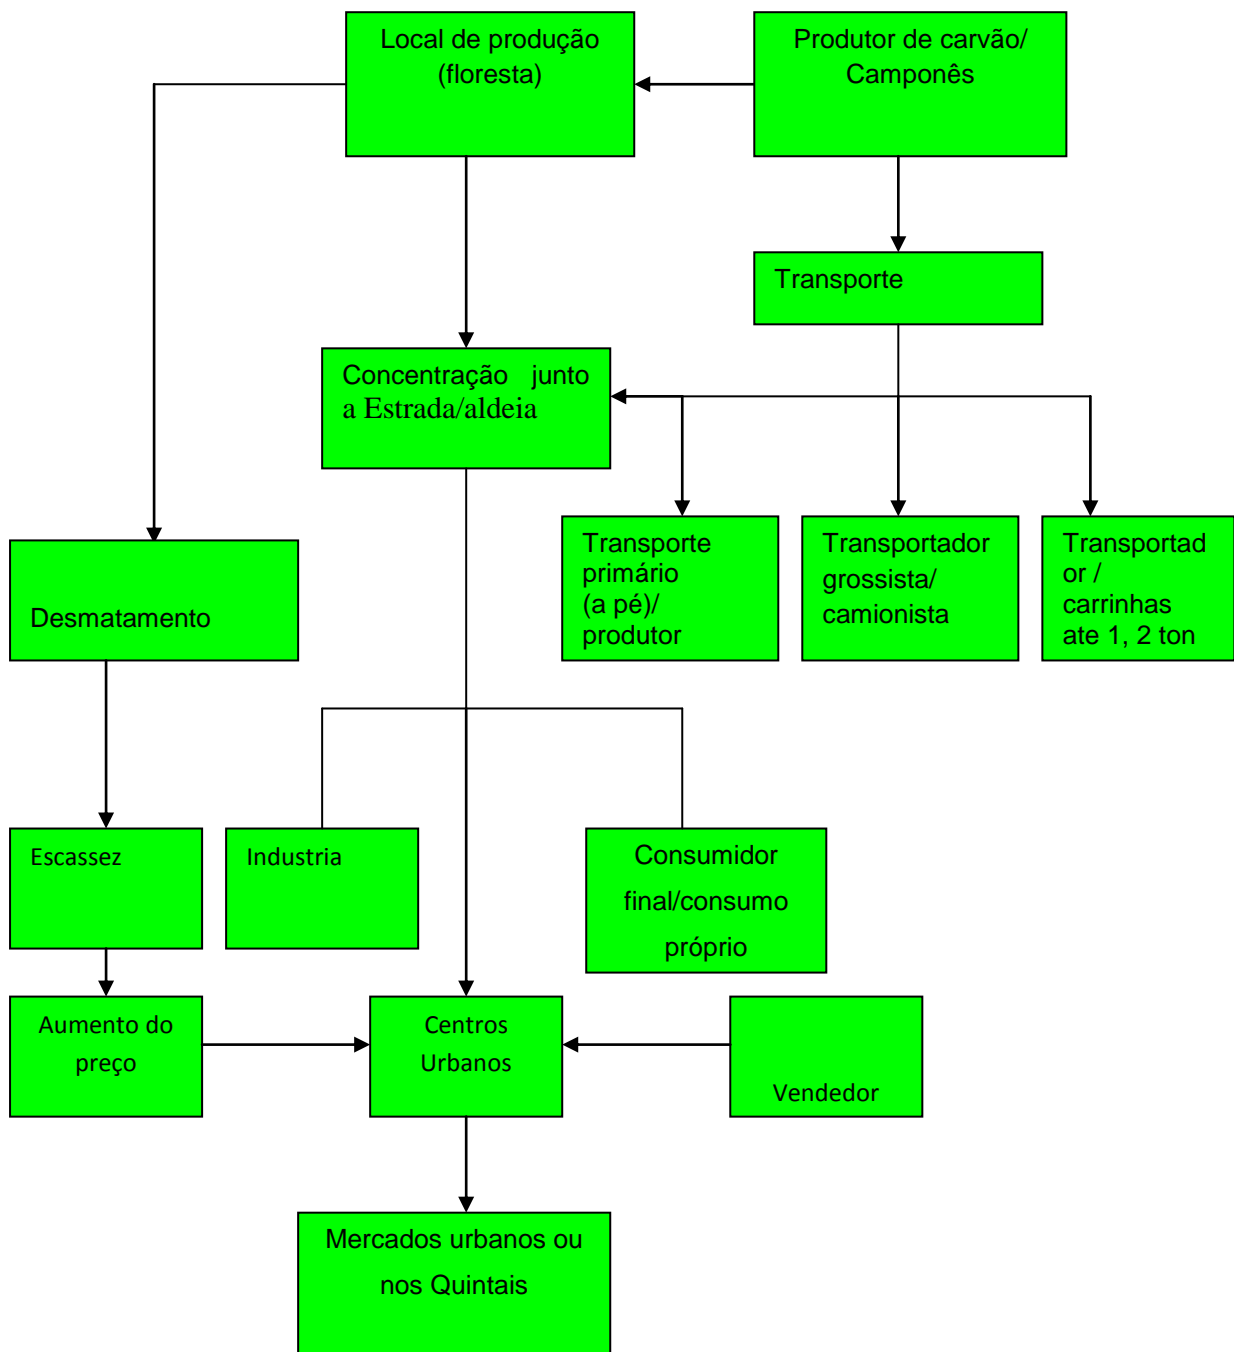 Local de produção
(floresta)
Produtor de carvão/
Camponês
Transporte
Concentração junto
a Estrada/aldeia
Transporte
primário
(a pé)/
produtor
Transportador
grossista/
camionista
Transportad
or /
carrinhas
ate 1, 2 ton
Desmatamento
Escassez
Industria
Consumidor
final/consumo
próprio
Aumento do
preço
Centros
Urbanos
Vendedor
Mercados urbanos ou
nos Quintais